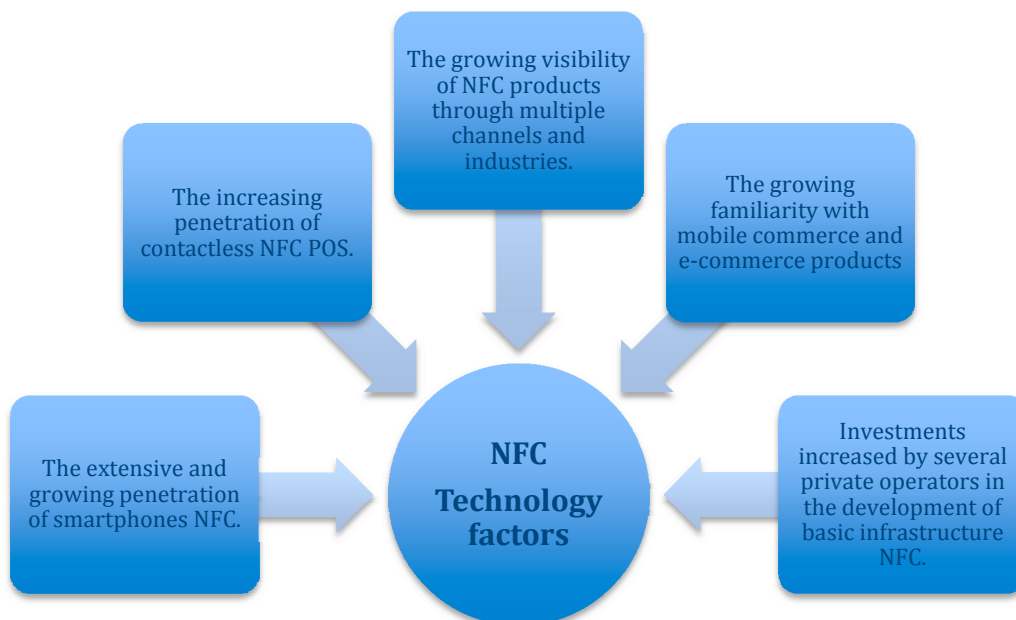 The growing visibility
of NFC products
through multiple
channels and
industries.
The increasing
penetration of
contactless NFC POS.
The growing
familiarity with
mobile commerce and
e-commerce products
The extensive and
growing penetration
of smartphones NFC.
NFC
Technology
factors
Investments
increased by several
private operators in
the development of
basic infrastructure
NFC.